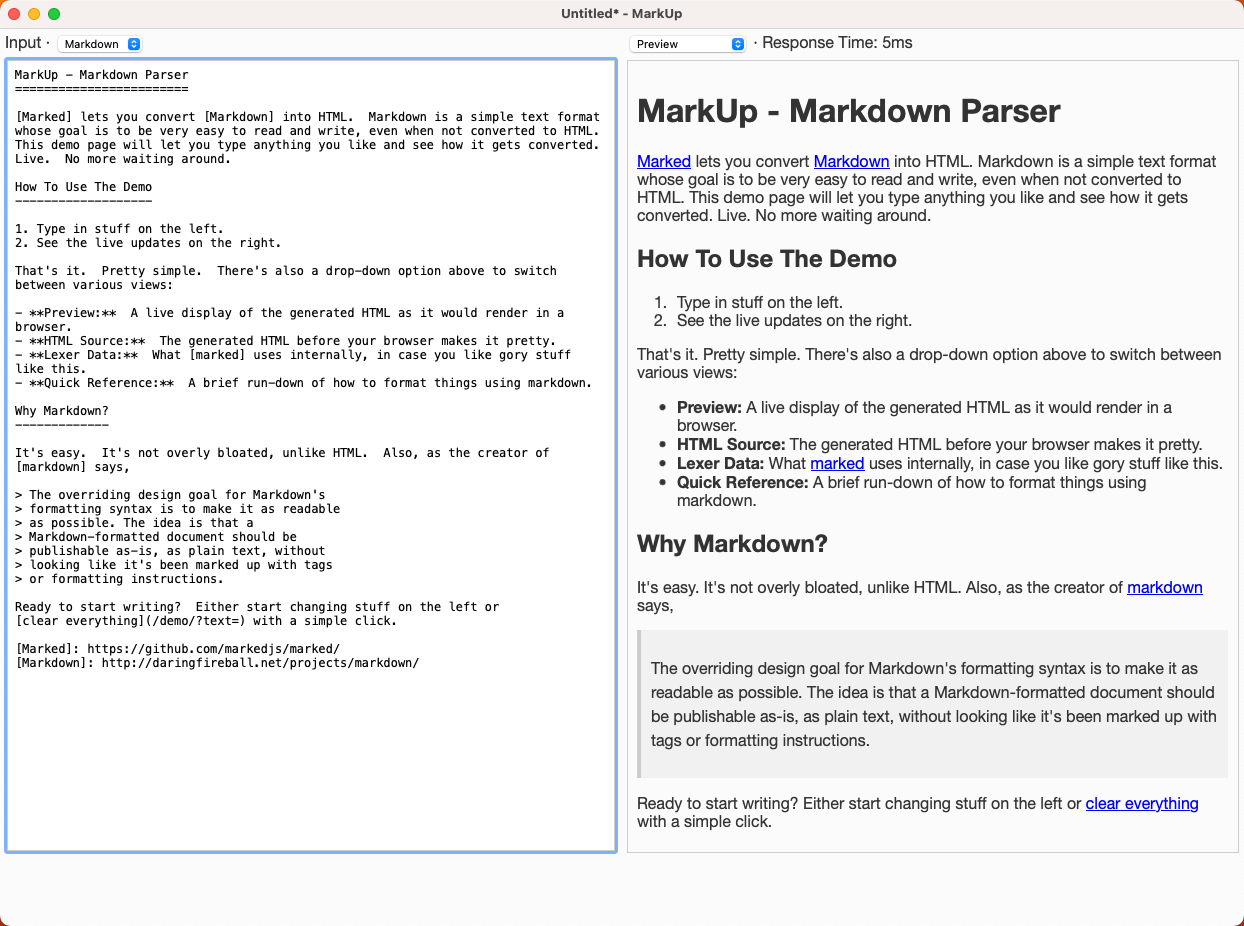 Untitled* - MarkUp
Input ·
Markdown
Preview
· Response Time: 5ms
MarkUp - Markdown Parser
========================
[Marked] lets you convert [Markdown] into HTML.  Markdown is a simple text format
whose goal is to be very easy to read and write, even when not converted to HTML.
This demo page will let you type anything you like and see how it gets converted.
Live.  No more waiting around.
How To Use The Demo
-------------------
1. Type in stuff on the left.
2. See the live updates on the right.
That's it.  Pretty simple.  There's also a drop-down option above to switch
between various views:
- **Preview:**  A live display of the generated HTML as it would render in a
browser.
- **HTML Source:**  The generated HTML before your browser makes it pretty.
- **Lexer Data:**  What [marked] uses internally, in case you like gory stuff
like this.
- **Quick Reference:**  A brief run-down of how to format things using markdown.
Why Markdown?
-------------
It's easy.  It's not overly bloated, unlike HTML.  Also, as the creator of
[markdown] says,
> The overriding design goal for Markdown's
> formatting syntax is to make it as readable
> as possible. The idea is that a
> Markdown-formatted document should be
> publishable as-is, as plain text, without
> looking like it's been marked up with tags
> or formatting instructions.
Ready to start writing?  Either start changing stuff on the left or
[clear everything](/demo/?text=) with a simple click.
[Marked]: https://github.com/markedjs/marked/
[Markdown]: http://daringfireball.net/projects/markdown/
MarkUp - Markdown Parser
Marked lets you convert Markdown into HTML. Markdown is a simple text format
whose goal is to be very easy to read and write, even when not converted to
HTML. This demo page will let you type anything you like and see how it gets
converted. Live. No more waiting around.
How To Use The Demo
1. Type in stuff on the left.
2. See the live updates on the right.
That's it. Pretty simple. There's also a drop-down option above to switch between
various views:
• Preview: A live display of the generated HTML as it would render in a
browser.
• HTML Source: The generated HTML before your browser makes it pretty.
• Lexer Data: What marked uses internally, in case you like gory stuff like this.
• Quick Reference: A brief run-down of how to format things using
markdown.
Why Markdown?
It's easy. It's not overly bloated, unlike HTML. Also, as the creator of markdown
says,
The overriding design goal for Markdown's formatting syntax is to make it as
readable as possible. The idea is that a Markdown-formatted document should
be publishable as-is, as plain text, without looking like it's been marked up with
tags or formatting instructions.
Ready to start writing? Either start changing stuff on the left or clear everything
with a simple click.